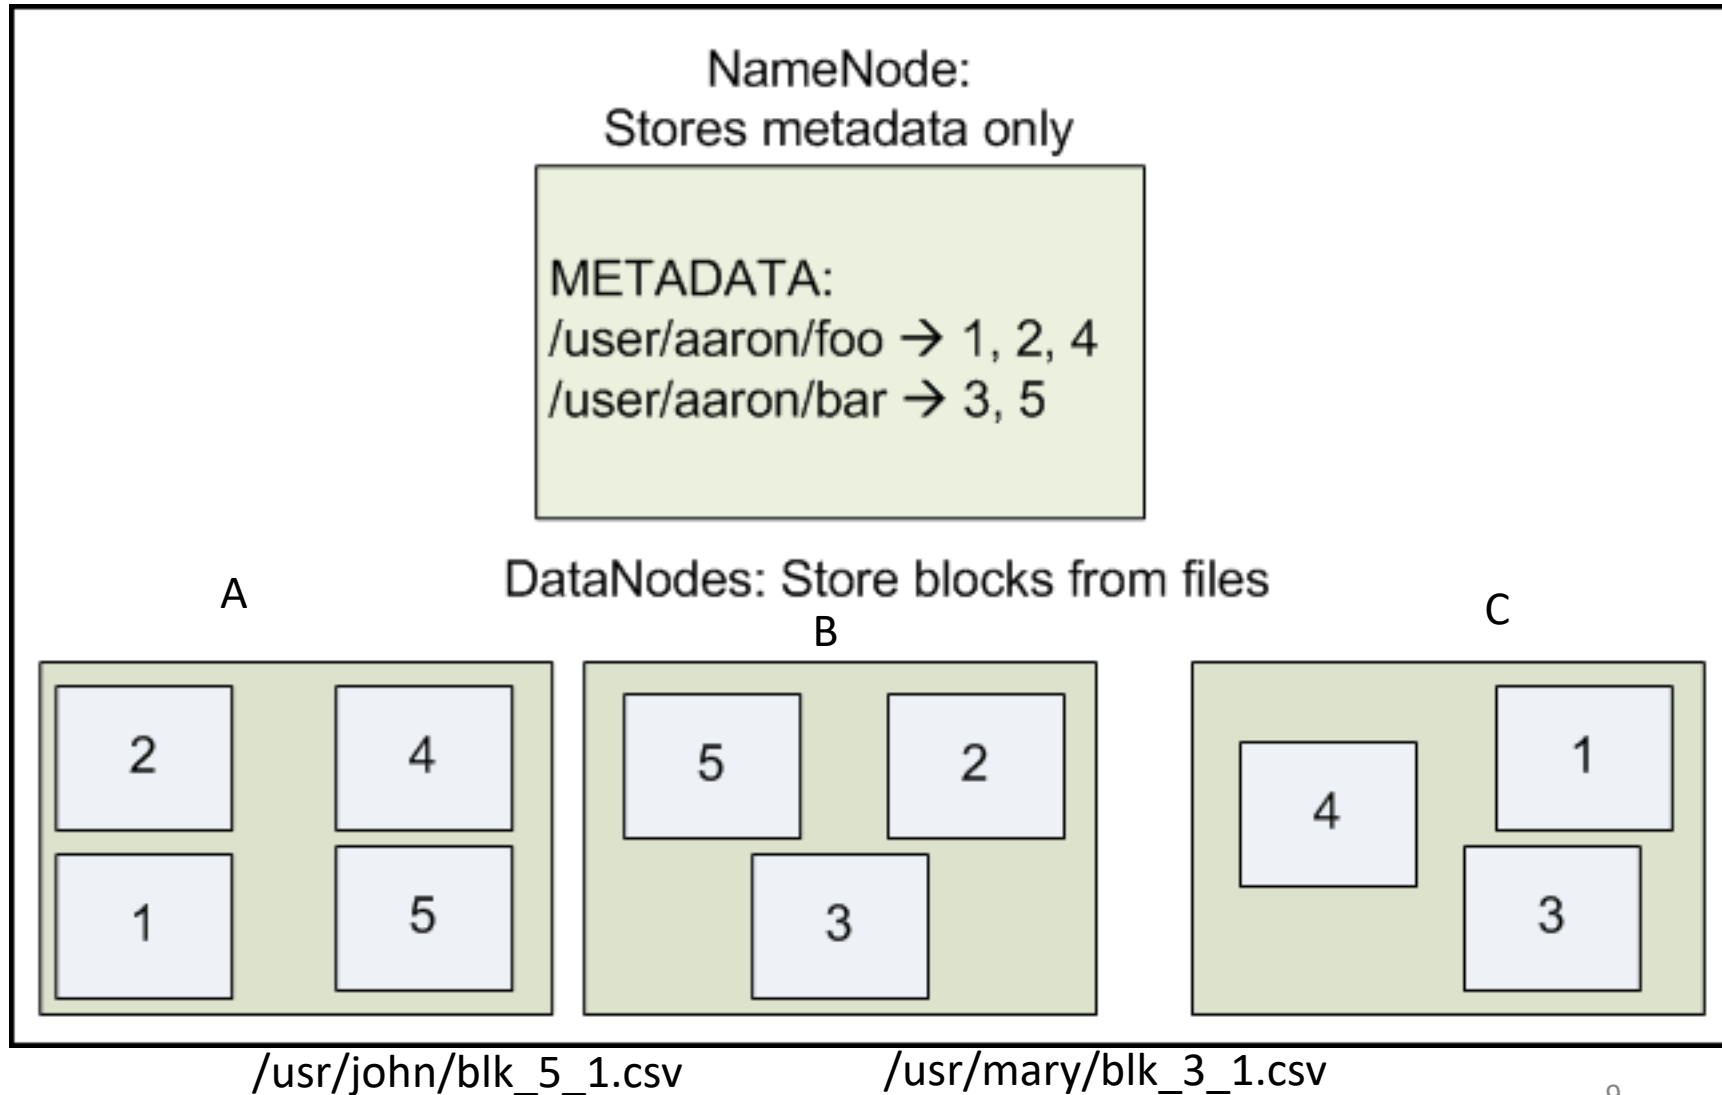 NameNode:
Stores metadata only
METADATA:
/user/aaron/foo → 1, 2, 4
/user/aaron/bar → 3, 5
DataNodes: Store blocks from files
A
B
C
2
4
1
5
5
2
3
4
1
3
/usr/john/blk_5_1.csv
/usr/mary/blk_3_1.csv